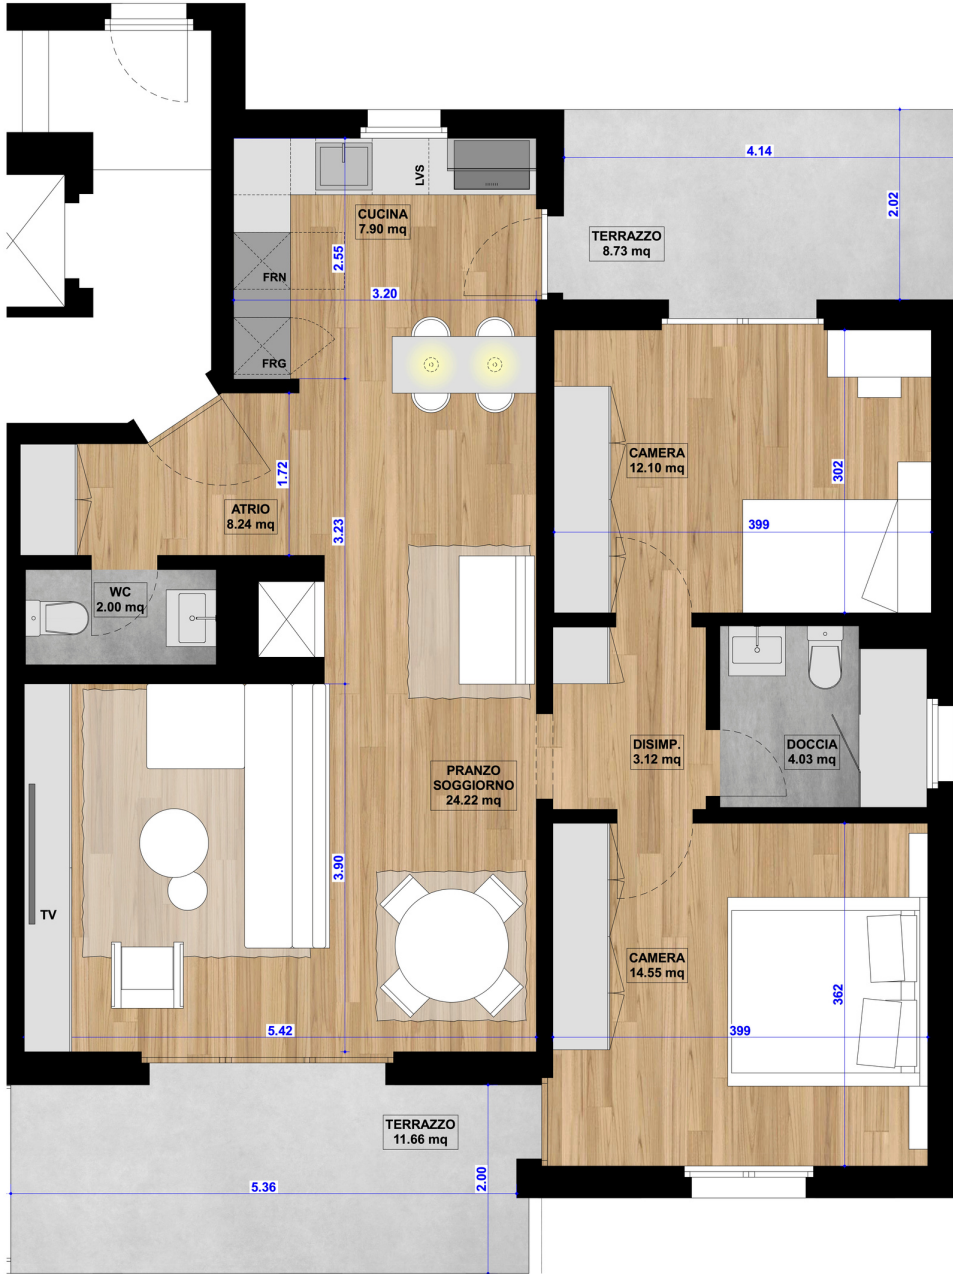 4.14
LVS
CUCINA
7.90 mq
2.02
TERRAZZO
8.73 mq
2.55
FRN
3.20
FRG
CAMERA
12.10 mq
302
1.72
399
ATRIO
8.24 mq
3.23
WC
2.00 mq
DISIMP.
3.12 mq
DOCCIA
4.03 mq
PRANZO
SOGGIORNO
24.22 mq
3.90
TV
CAMERA
14.55 mq
362
5.42
399
TERRAZZO
11.66 mq
2.00
5.36